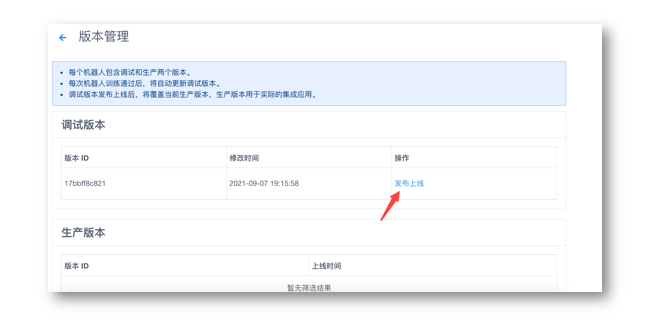 ← 版本管理
• 每个机器人包含调试和生产两个版本。
• 每次机器人训练通过后，将自动更新调试版本。
• 调试版本发布上线后，将覆盖当前生产版本，生产版本用于实际的集成应用。
调试版本
版本 ID 修改时间 操作
17bbff8c821 2021-09-07 19:15:58 发布上线
生产版本
版本 ID 上线时间
暂无筛选结果